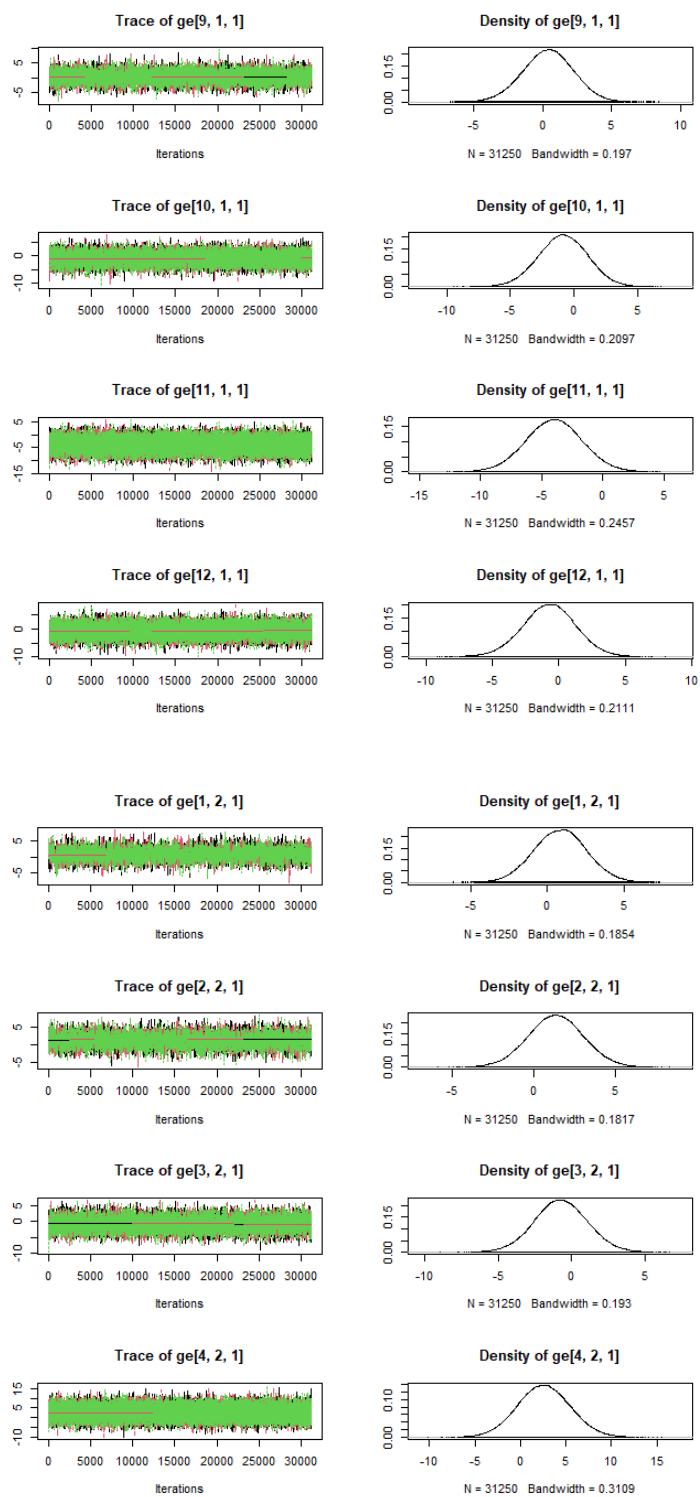 Trace of ge[9, 1, 1]
Density of ge[9, 1, 1]
5
-5
0 5000 10000 15000 20000 25000 30000
Iterations
0.15
0.00
-5 0 5 10
N = 31250 Bandwidth = 0.197
Trace of ge[10, 1, 1]
Density of ge[10, 1, 1]
0
-10
0 5000 10000 15000 20000 25000 30000
Iterations
0.15
0.00
-10 -5 0 5
N = 31250 Bandwidth = 0.2097
Trace of ge[11, 1, 1]
Density of ge[11, 1, 1]
5
-5
-15
0 5000 10000 15000 20000 25000 30000
Iterations
0.15
0.00
-15 -10 -5 0 5
N = 31250 Bandwidth = 0.2457
Trace of ge[12, 1, 1]
Density of ge[12, 1, 1]
0
-10
0 5000 10000 15000 20000 25000 30000
Iterations
0.15
0.00
-10 -5 0 5 10
N = 31250 Bandwidth = 0.2111
Trace of ge[1, 2, 1]
Density of ge[1, 2, 1]
5
-5
0 5000 10000 15000 20000 25000 30000
Iterations
0.15
0.00
-5 0 5
N = 31250 Bandwidth = 0.1854
Trace of ge[2, 2, 1]
Density of ge[2, 2, 1]
5
-5
0 5000 10000 15000 20000 25000 30000
Iterations
0.15
0.00
-5 0 5
N = 31250 Bandwidth = 0.1817
Trace of ge[3, 2, 1]
Density of ge[3, 2, 1]
5
0
-10
0 5000 10000 15000 20000 25000 30000
Iterations
0.15
0.00
-10 -5 0 5
N = 31250 Bandwidth = 0.193
Trace of ge[4, 2, 1]
Density of ge[4, 2, 1]
15
5
-10
0 5000 10000 15000 20000 25000 30000
Iterations
0.10
0.00
-10 -5 0 5 10 15
N = 31250 Bandwidth = 0.3109